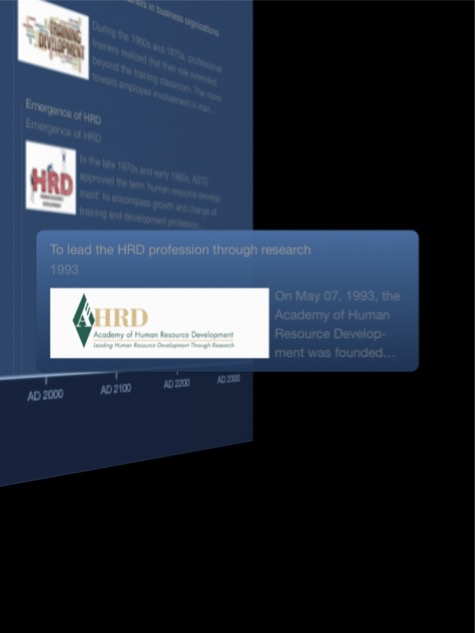 in business orgnizations
TRAINING
DEVELOPMENT
During the 1960s and 1970s, professional
trainers realized that their role extended
beyond the training classroom. The move
toward employee involvement in man...
Emergence of HRD
Emergence of HRD
HRD
In the late 1970s and early 1980s, ASTD
approved the term 'human resource develop-
ment' to encompass growth and change of
training and development profession...
To lead the HRD profession through research
1993
AHRD
Academy of Human Resource Development
Leading Human Resource Development Through Research
On May 07, 1993, the
Academy of Human
Resource Develop-
ment was founded...
AD 2000
AD 2100
AD 2200
AD 2300